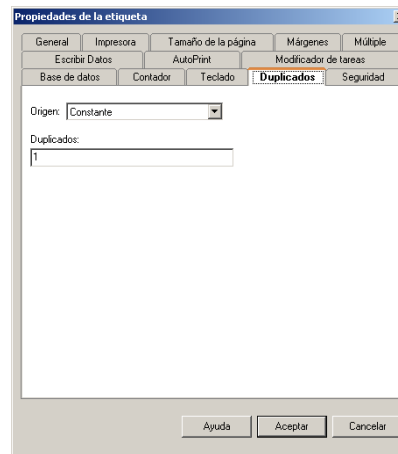 Propiedades de la etiqueta
General Impresora Tamaño de la página Márgenes Múltiple
Escribir Datos AutoPrint Modificador de tareas
Base de datos Contador Teclado Duplicados Seguridad
Origen: Constante
Duplicados:
1
Ayuda Aceptar Cancelar